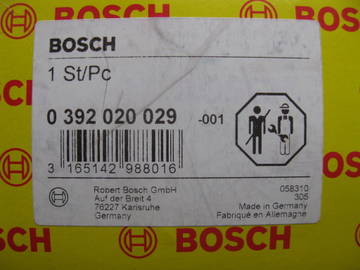 BOSCH
1 St/Pc
0 392 020 029 -001
3 165142 988016
Robert Bosch GmbH
Auf der Breit 4
76227 Karlsruhe
Germany
058310
305
Made in Germany
Fabriqué en Allemagne
BOSCH
BOSCH